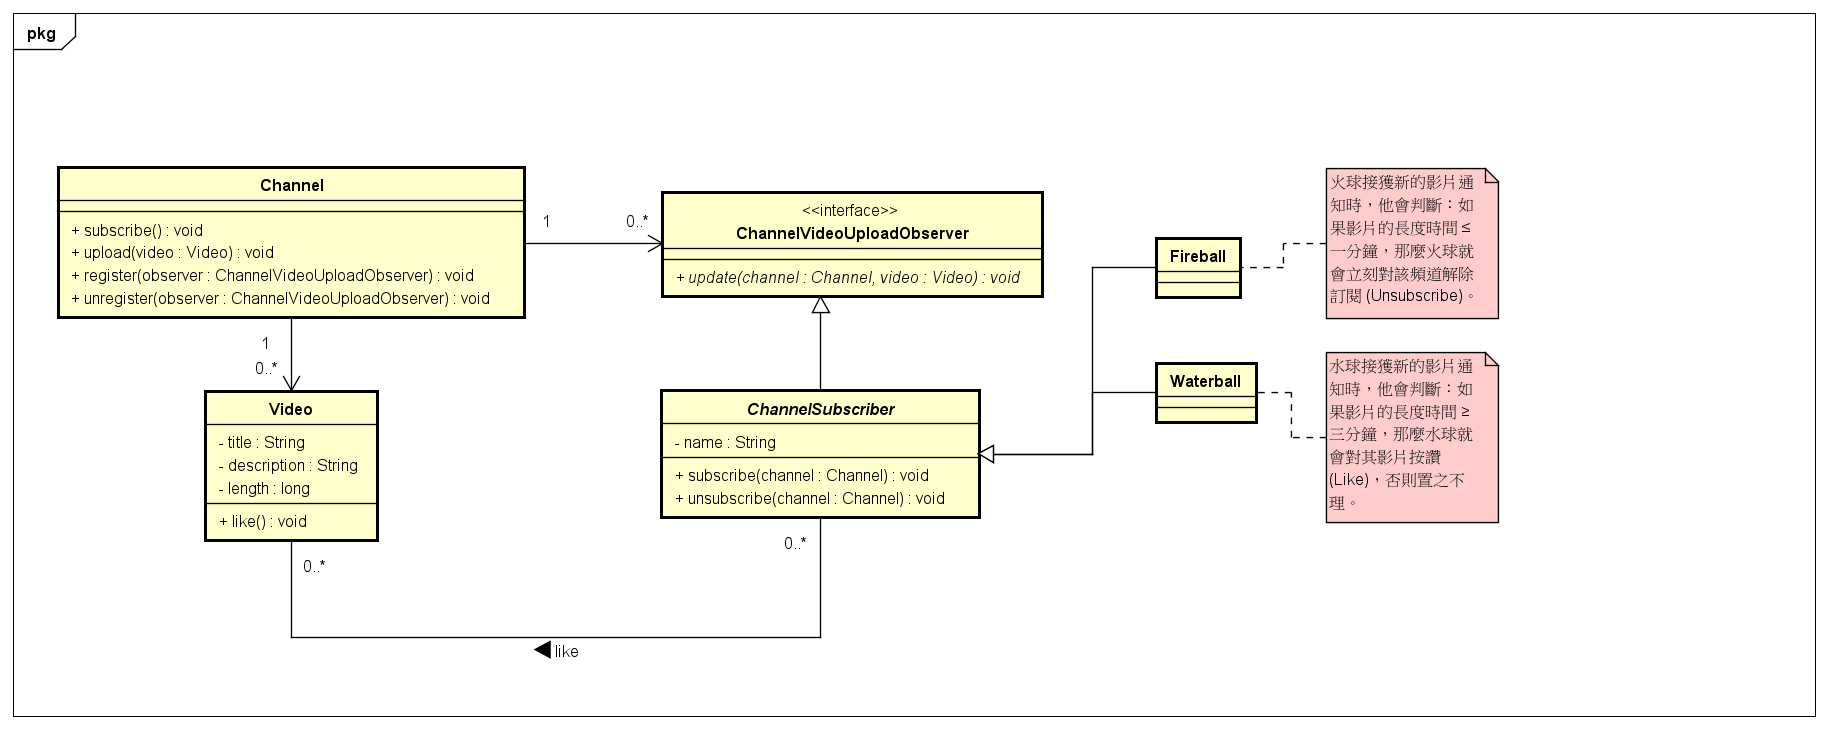 pkg
Channel
+ subscribe() : void
+ upload(video : Video) : void
+ register(observer : ChannelVideoUploadObserver) : void
+ unregister(observer : ChannelVideoUploadObserver) : void
1
0..*
<<interface>>
ChannelVideoUploadObserver
+ update(channel : Channel, video : Video) : void
Fireball
火球接獲新的影片通
知時，他會判斷：如
果影片的長度時間 ≤
一分鐘，那麼火球就
會立刻對該頻道解除
訂閱 (Unsubscribe)。
1
0..*
Video
- title : String
- description : String
- length : long
+ like() : void
0..*
ChannelSubscriber
- name : String
+ subscribe(channel : Channel) : void
+ unsubscribe(channel : Channel) : void
0..*
Waterball
水球接獲新的影片通
知時，他會判斷：如
果影片的長度時間 ≥
三分鐘，那麼水球就
會對其影片按讚
(Like)，否則置之不
理。
like